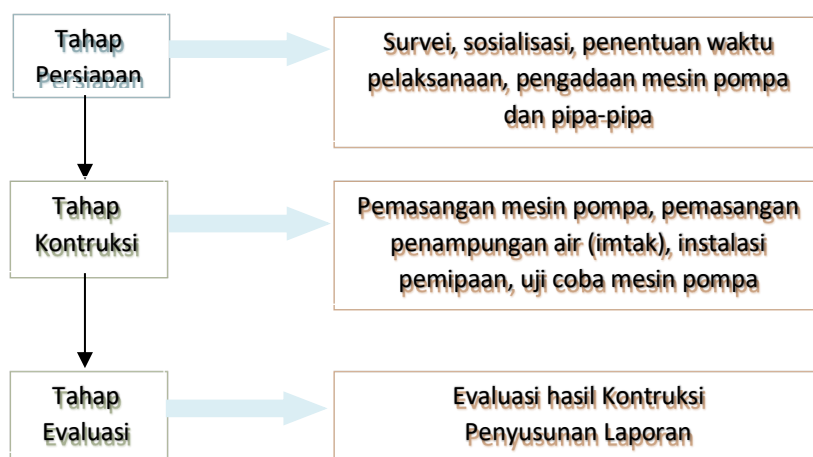 Tahap
Persiapan
Survei, sosialisasi, penentuan waktu
pelaksanaan, pengadaan mesin pompa
dan pipa-pipa
Tahap
Kontruksi
Pemasangan mesin pompa, pemasangan
penampungan air (imtak), instalasi
pemipaan, uji coba mesin pompa
Tahap
Evaluasi
Evaluasi hasil Kontruksi
Penyusunan Laporan